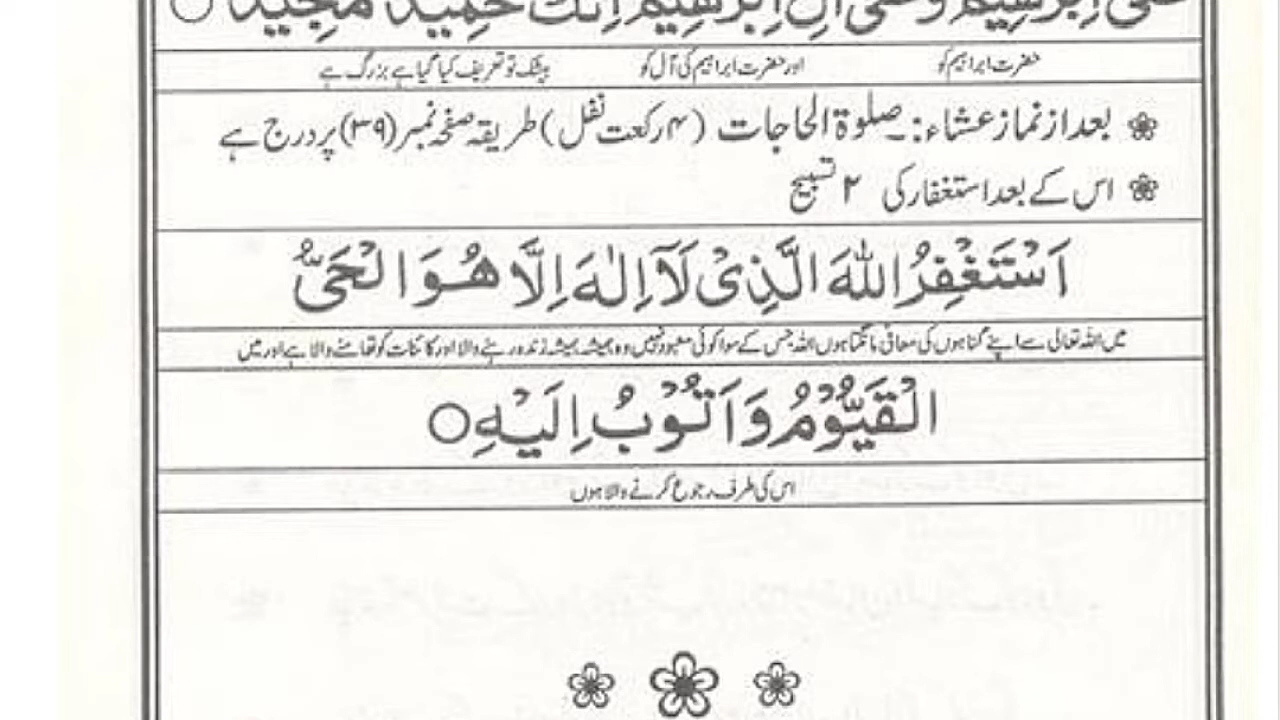 عَلٰى اِبْرٰهِيْمَ وَعَلٰى اٰلِ اِبْرٰهِيْمَ اِنَّكَ حَمِيْدٌ مَّجِيْدٌ ○
حضرت ابراہیم کو اور حضرت ابراہیم کی آل کو بیشک تو تعریف کیا گیا ہے بزرگ ہے
بعد از نماز عشاء:۔ صلوة الحاجات (۴ رکعت نفل) طریقہ صفحہ نمبر (۳۹) پر درج ہے
اس کے بعد استغفار کی ۲ تسبیح
اَسْتَغْفِرُ اللهَ الَّذِىْ لَآ اِلٰهَ اِلَّا هُوَ الْحَىُّ
میں اللہ تعالیٰ سے اپنے گناہوں کی معافی مانگتا ہوں اللہ جس کے سوا کوئی معبود نہیں وہ ہمیشہ ہمیشہ زندہ رہنے والا اور کائنات کو تھامنے والا ہے اور میں
الْقَيُّوْمُ وَاَتُوْبُ اِلَيْهِ ○
اس کی طرف رجوع کرنے والا ہوں